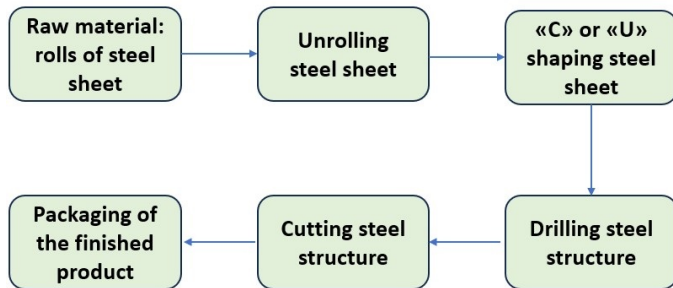 Raw material:
rolls of steel
sheet
Unrolling
steel sheet
«C» or «U»
shaping steel
sheet
Drilling steel
structure
Cutting steel
structure
Packaging of
the finished
product